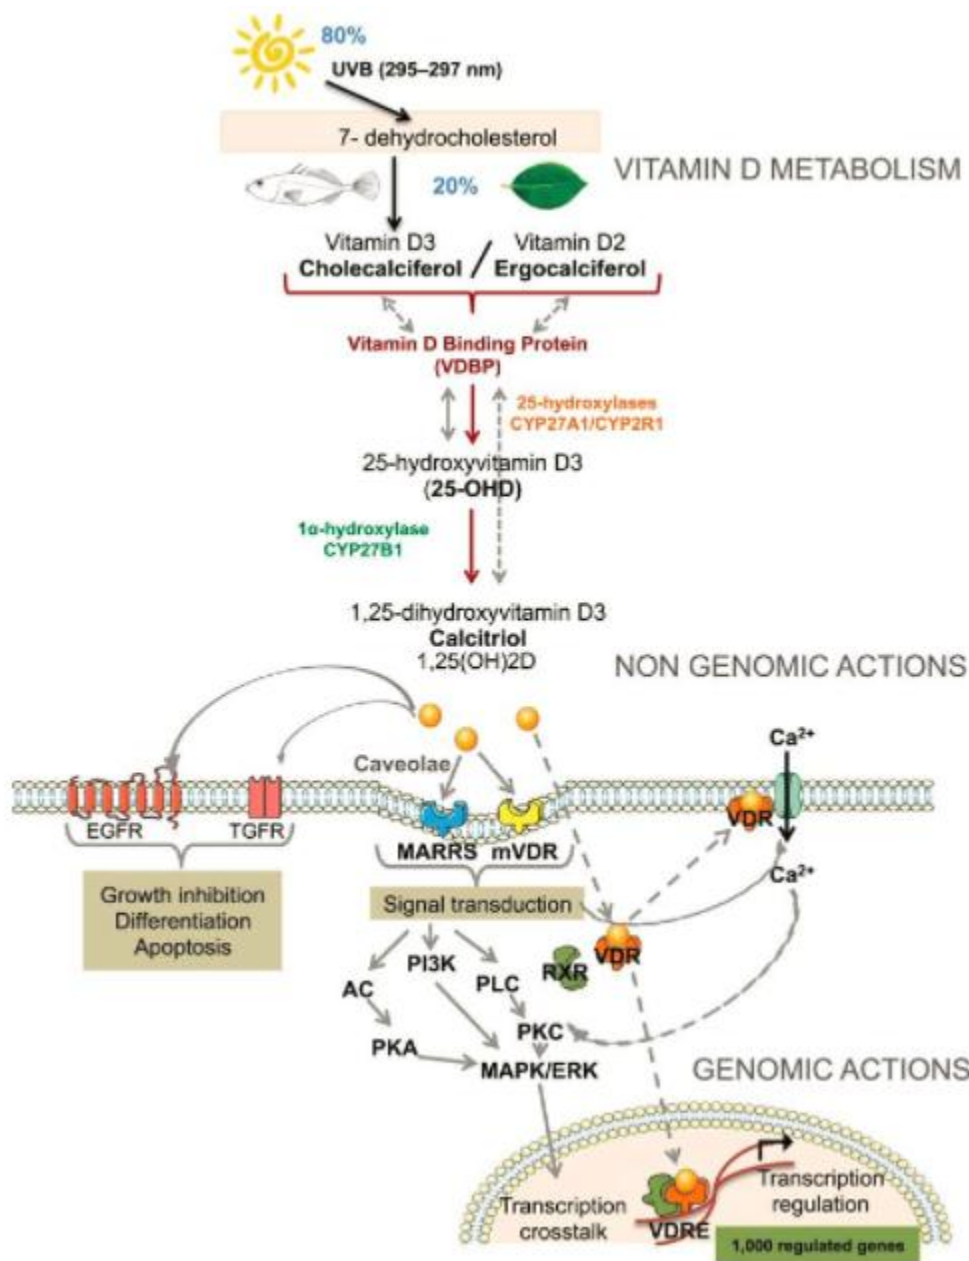 80%
UVB (295–297 nm)
7- dehydrocholesterol
VITAMIN D METABOLISM
20%
Vitamin D3
Cholecalciferol
/
Vitamin D2
Ergocalciferol
Vitamin D Binding Protein
(VDBP)
25-hydroxylases
CYP27A1/CYP2R1
25-hydroxyvitamin D3
(25-OHD)
1α-hydroxylase
CYP27B1
1,25-dihydroxyvitamin D3
Calcitriol
1,25(OH)2D
NON GENOMIC ACTIONS
Ca²⁺
Caveolae
VDR
EGFR
TGFR
MARRS
mVDR
Ca²⁺
Growth inhibition
Differentiation
Apoptosis
Signal transduction
RXR
VDR
AC
PI3K
PLC
PKA
PKC
MAPK/ERK
GENOMIC ACTIONS
Transcription
crosstalk
VDRE
Transcription
regulation
1,000 regulated genes